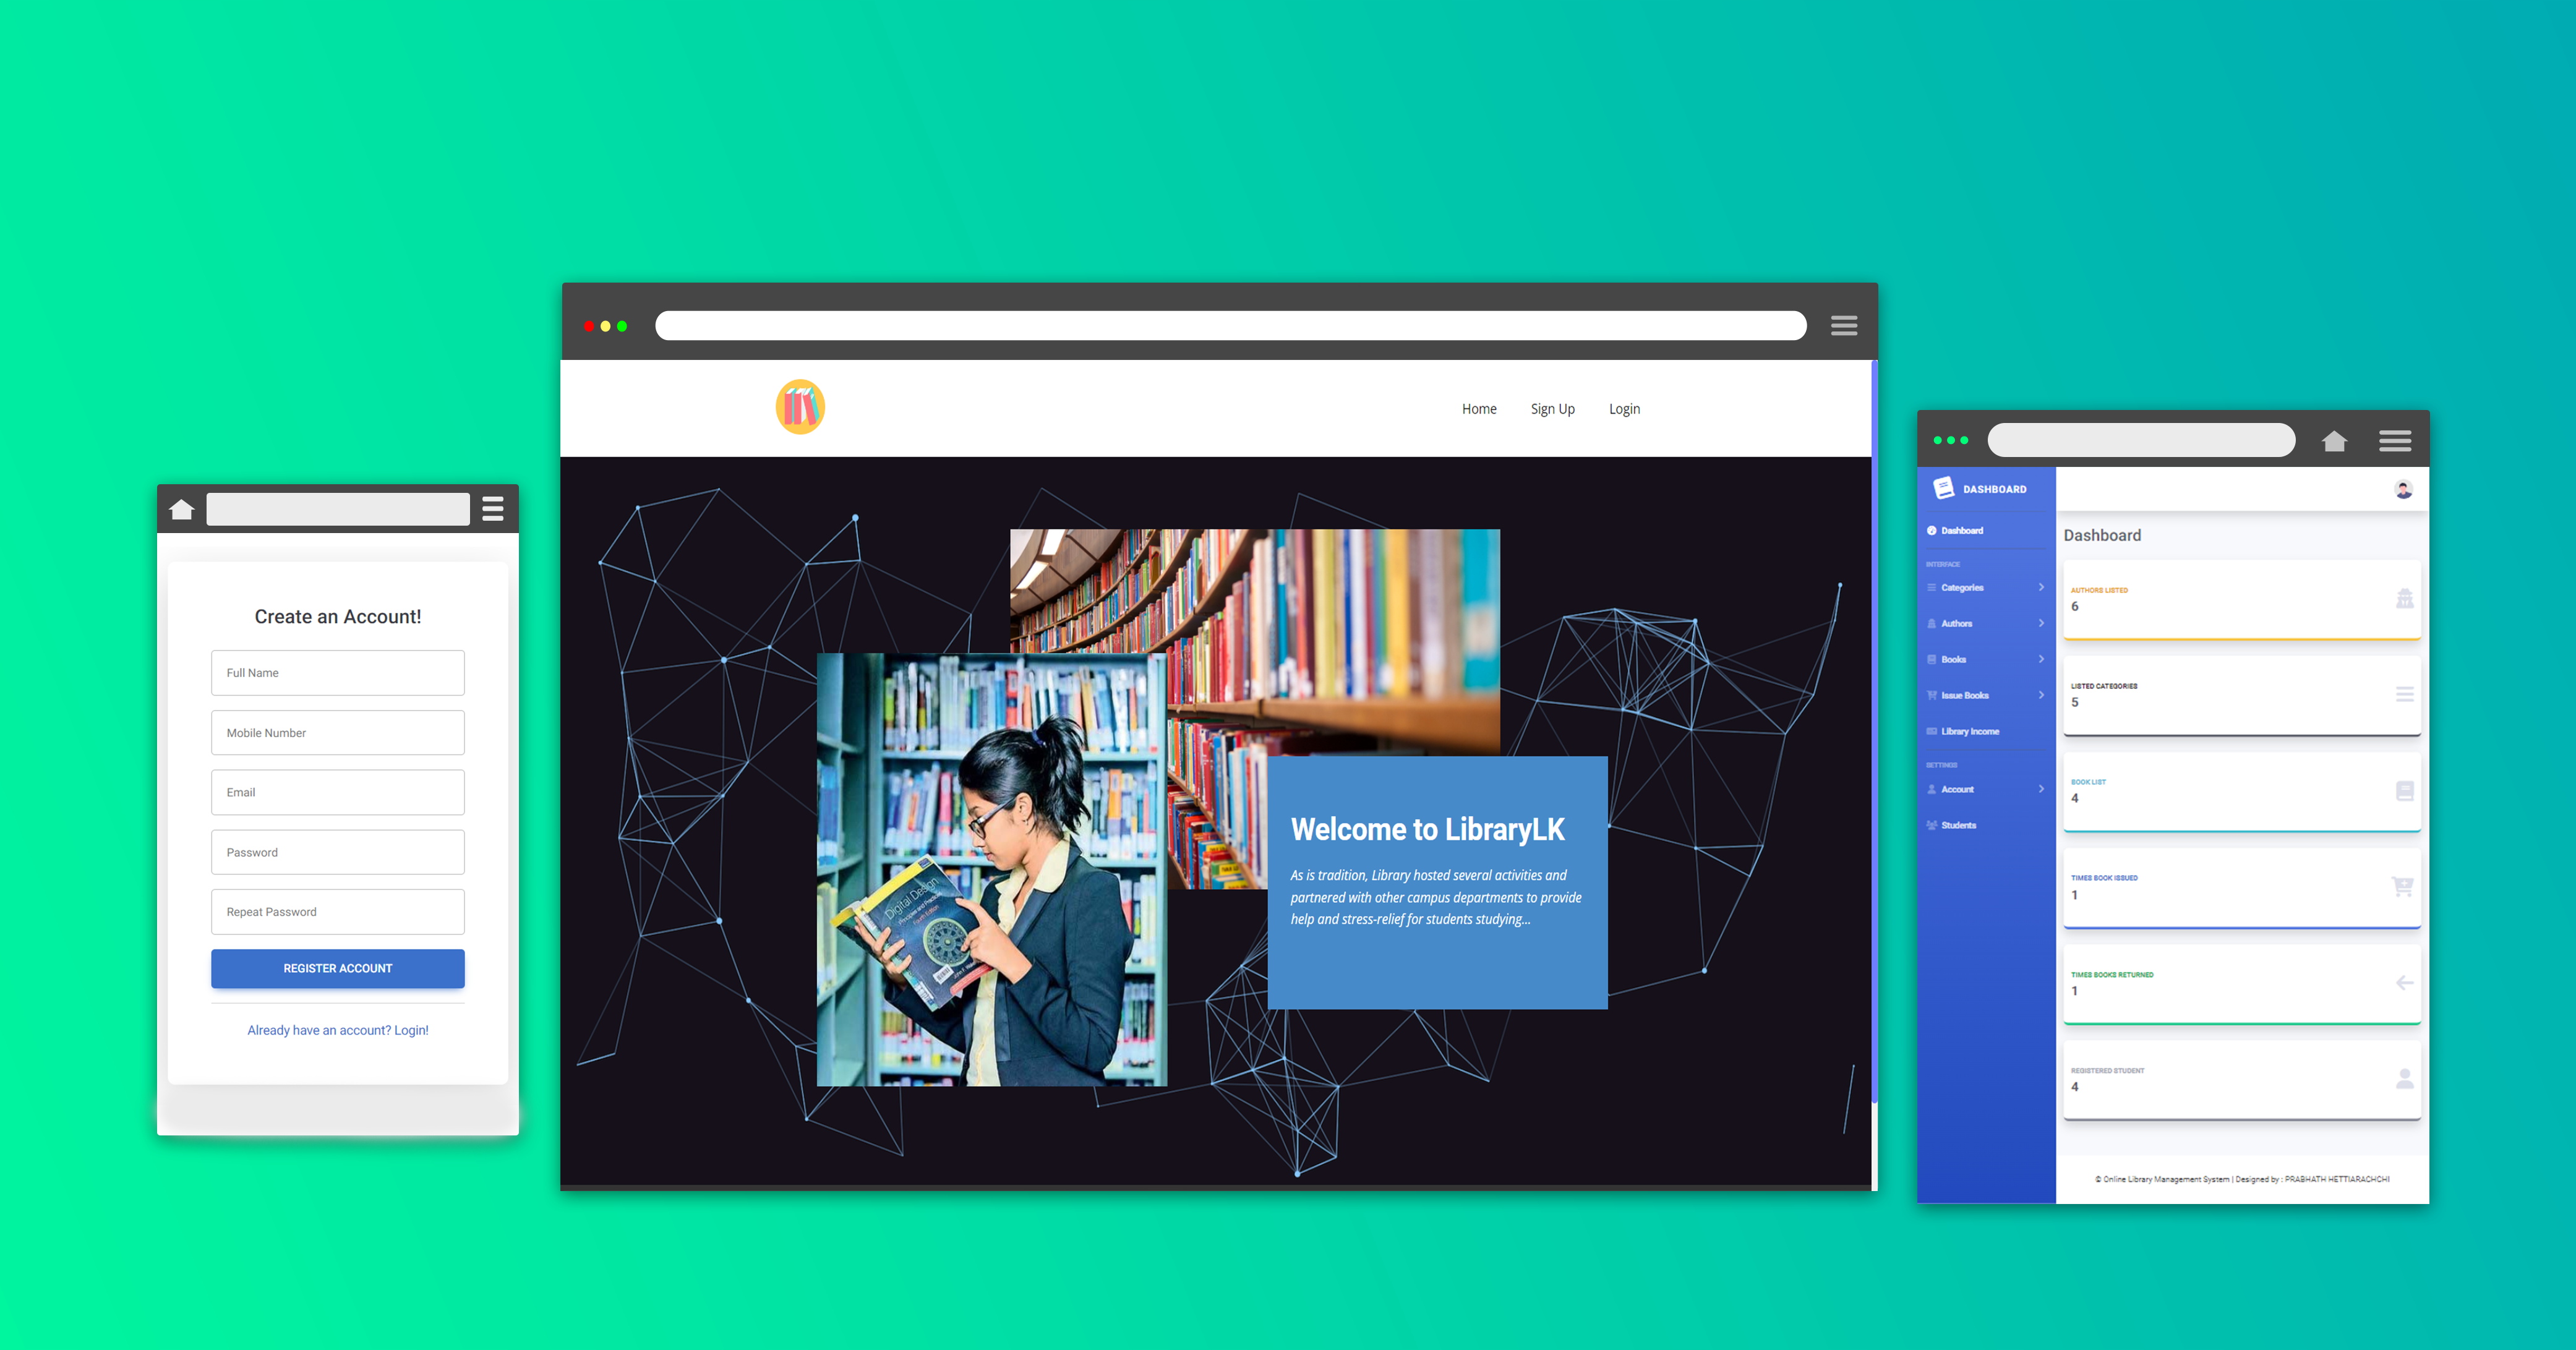 Create an Account!
Full Name
Mobile Number
Email
Password
Repeat Password
REGISTER ACCOUNT
Already have an account? Login!
Home Sign Up Login
Digital Design
Welcome to LibraryLK
As is tradition, Library hosted several activities and
partnered with other campus departments to provide
help and stress-relief for students studying...
DASHBOARD
Dashboard
INTERFACE
Categories
Authors
Books
Issue Books
Library Income
SETTINGS
Account
Students
Dashboard
AUTHORS LISTED
6
LISTED CATEGORIES
5
BOOK LIST
4
TIMES BOOK ISSUED
1
TIMES BOOKS RETURNED
1
REGISTERED STUDENT
4
© Online Library Management System | Designed by : PRABHATH HETTIARACHCHI